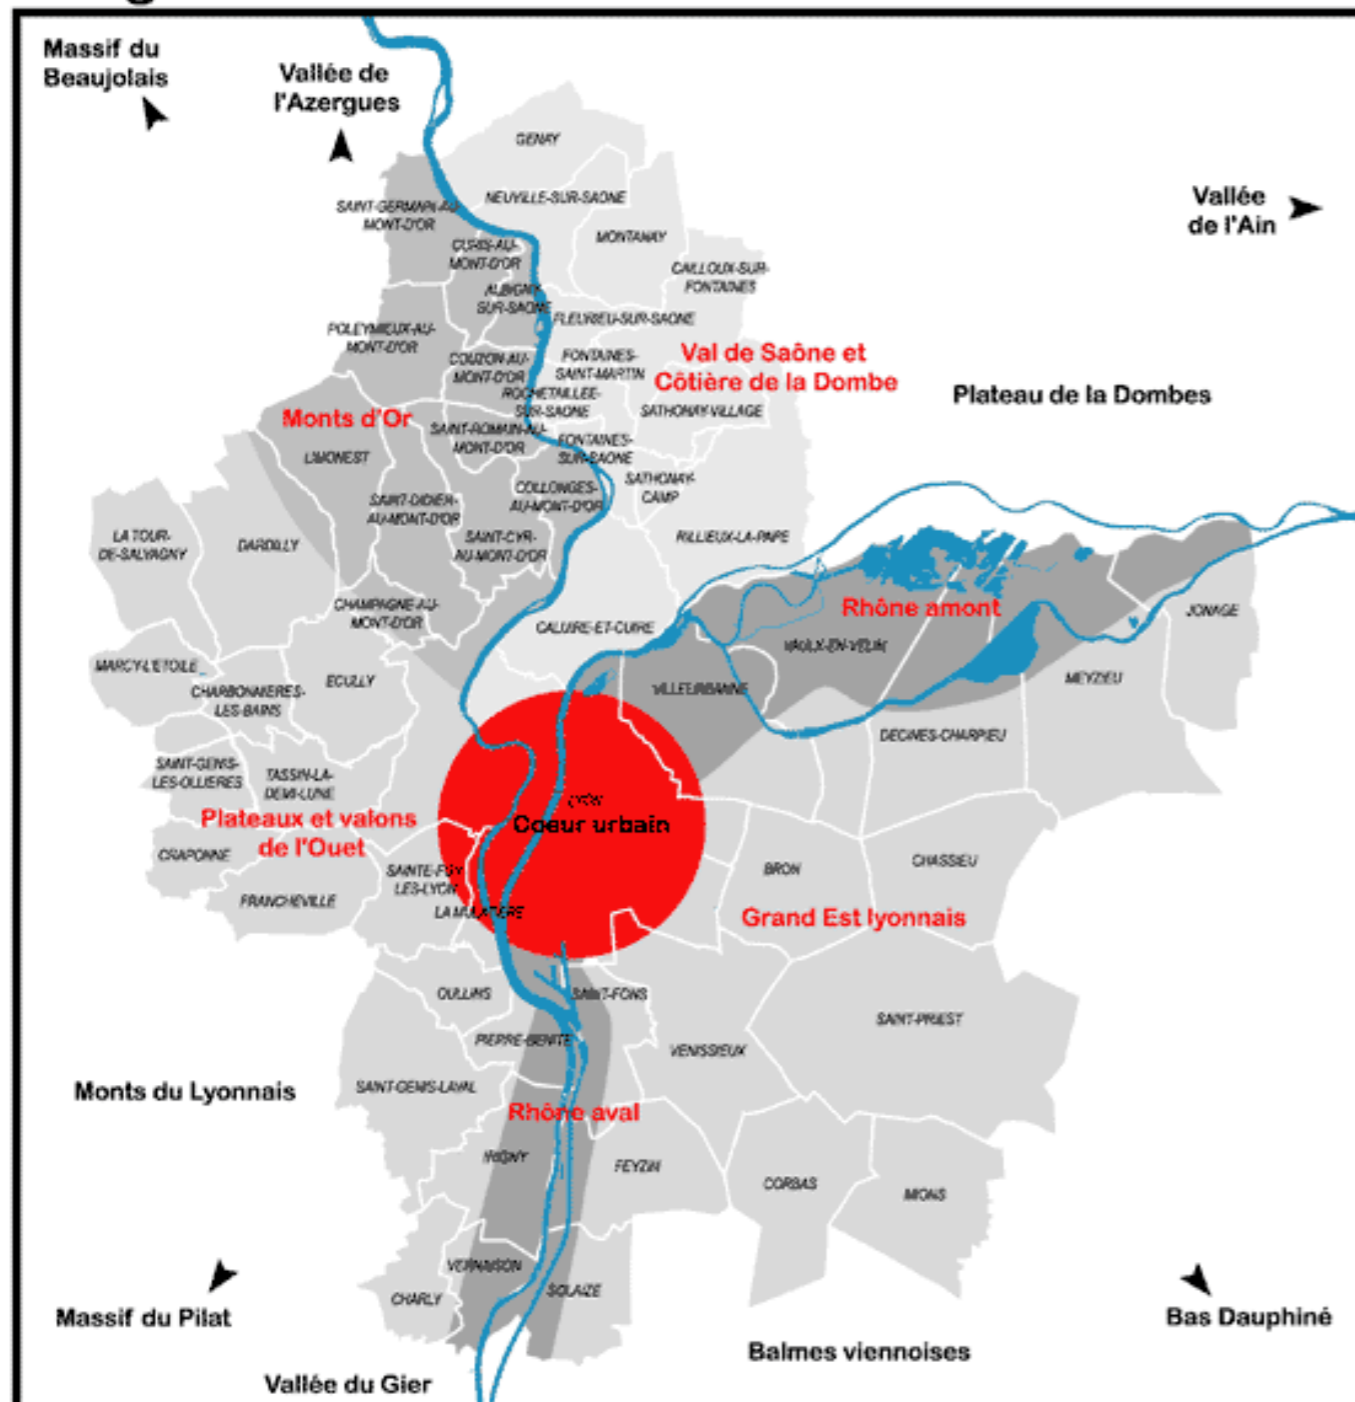 Massif du
Beaujolais
Vallée de
l'Azergues
Vallée
de l'Ain
GENAY
NEUVILLE-SUR-SAONE
SAINT-GERMAIN-AU-
MONT-D'OR
MONTANAY
CURIS-AU-
MONT-D'OR
CAILLOUX-SUR-
FONTAINES
ALBIGNY-
SUR-SAONE
FLEURIEU-SUR-SAONE
POLEYMIEUX-AU-
MONT-D'OR
COUZON-AU-
MONT-D'OR
FONTAINES-
SAINT-MARTIN
Val de Saône et
Côtière de la Dombe
Plateau de la Dombes
ROCHETAILLEE-
SUR-SAONE
SATHONAY-VILLAGE
Monts d'Or
SAINT-ROMAIN-AU-
MONT-D'OR
FONTAINES-
SUR-SAONE
LIMONEST
SATHONAY-
CAMP
SAINT-DIDIER-
AU-MONT-D'OR
COLLONGES-
AU-MONT-D'OR
LA TOUR-
DE-SALVAGNY
DARDILLY
SAINT-CYR-
AU-MONT-D'OR
RILLIEUX-LA-PAPE
CHAMPAGNE-AU-
MONT-D'OR
CALUIRE-ET-CUIRE
Rhône amont
JONAGE
VAULX-EN-VELIN
MARCY-L'ETOILE
ECULLY
CHARBONNIERES-
LES-BAINS
VILLEURBANNE
MEYZIEU
DECINES-CHARPIEU
SAINT-GENIS-
LES-OLLIERES
TASSIN-LA-
DEMI-LUNE
Plateaux et valons
de l'Ouet
LYON
Coeur urbain
CRAPONNE
SAINTE-FOY-
LES-LYON
BRON
CHASSIEU
FRANCHEVILLE
LA MULATIERE
Grand Est lyonnais
OULLINS
SAINT-FONS
SAINT-PRIEST
PIERRE-BENITE
VENISSIEUX
Monts du Lyonnais
SAINT-GENIS-LAVAL
Rhône aval
IRIGNY
FEYZIN
CORBAS
MIONS
VERNAISON
CHARLY
SOLAIZE
Massif du Pilat
Bas Dauphiné
Balmes viennoises
Vallée du Gier